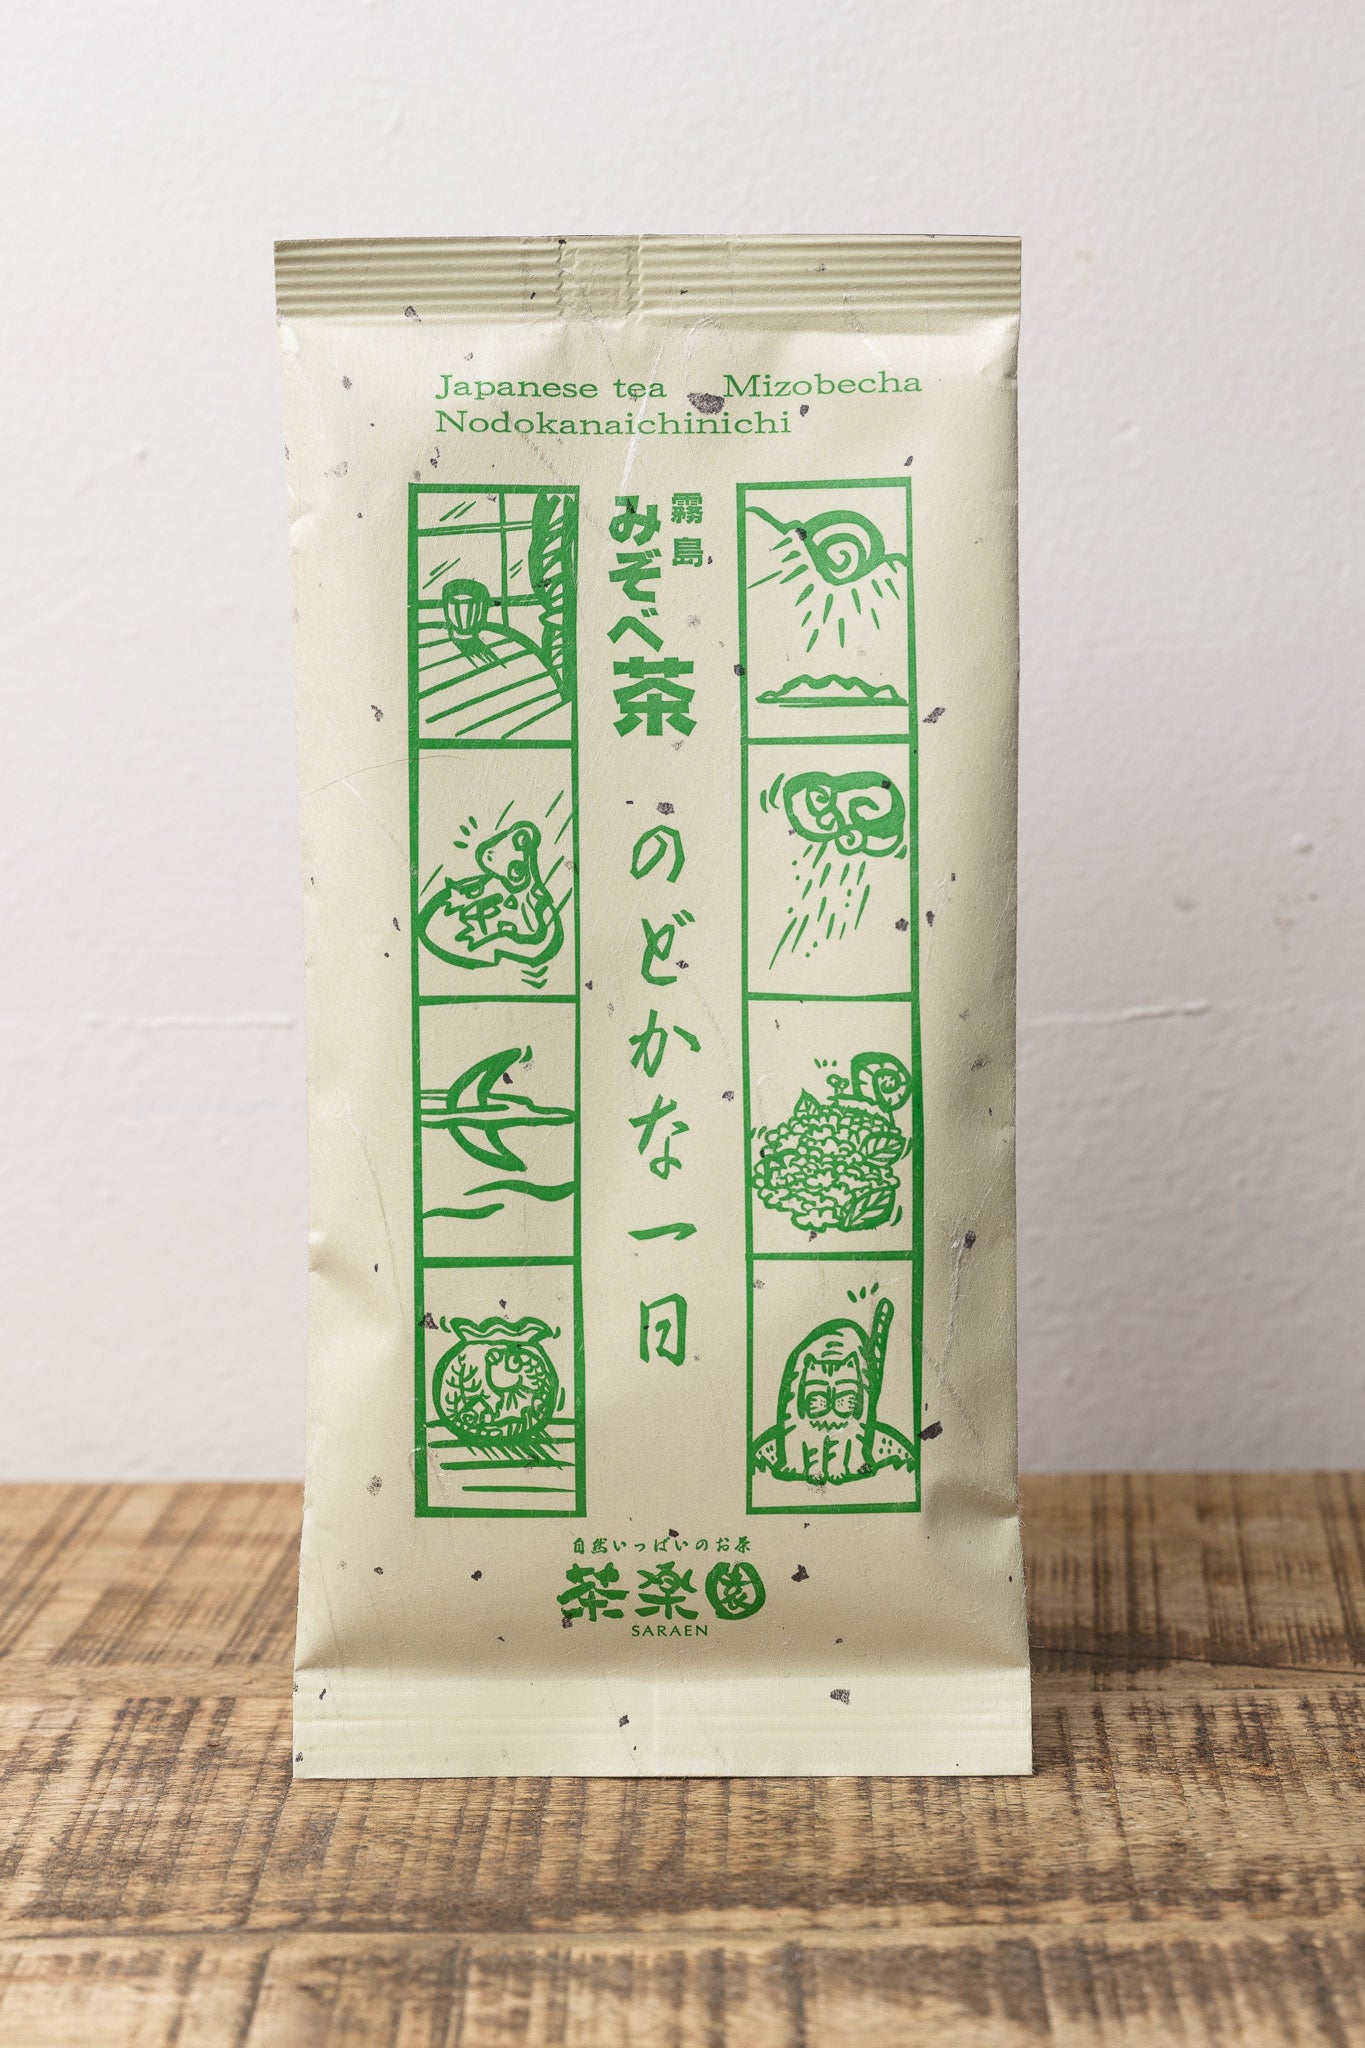 Japanese tea Mizobecha
Nodokanaichinichi
霧島
みぞべ茶
のどかな一日
自然いっぱいのお茶
茶楽園
SARAEN